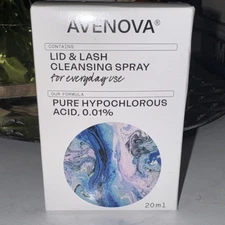 AVENOVA®
CONTAINS
LID & LASH
CLEANSING SPRAY
for everyday use
OUR FORMULA
PURE HYPOCHLOROUS
ACID, 0.01%
20ml